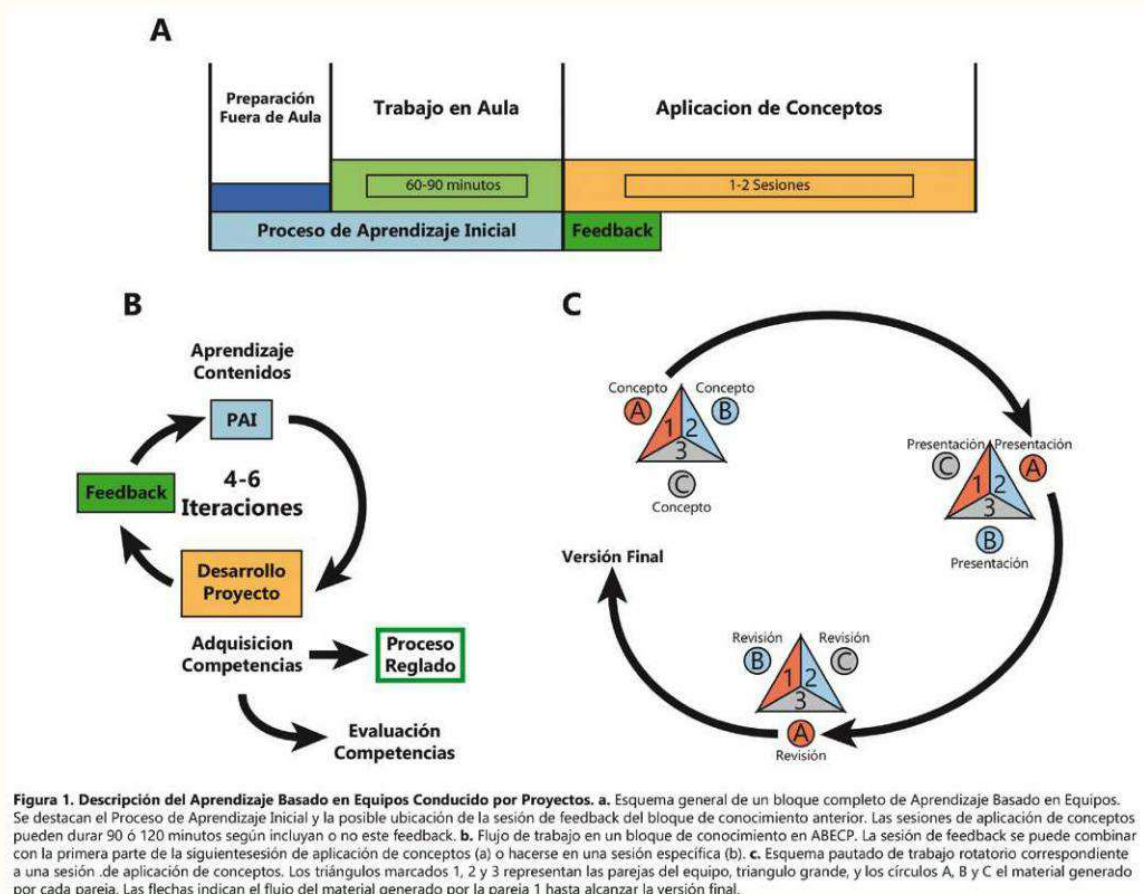 A
Preparación
Fuera de Aula
Trabajo en Aula
Aplicacion de Conceptos
60-90 minutos
1-2 Sesiones
Proceso de Aprendizaje Inicial
Feedback
B
Aprendizaje
Contenidos
PAI
Feedback
4-6
Iteraciones
Desarrollo
Proyecto
Adquisicion
Competencias
Proceso
Reglado
Evaluación
Competencias
C
Concepto
Concepto
A
B
1
2
3
C
Concepto
Presentación
Presentación
C
A
1
2
3
B
Presentación
Versión Final
Revisión
Revisión
B
C
1
2
3
A
Revisión
Figura 1. Descripción del Aprendizaje Basado en Equipos Conducido por Proyectos. a. Esquema general de un bloque completo de Aprendizaje Basado en Equipos.
Se destacan el Proceso de Aprendizaje Inicial y la posible ubicación de la sesión de feedback del bloque de conocimiento anterior. Las sesiones de aplicación de conceptos
pueden durar 90 ó 120 minutos según incluyan o no este feedback. b. Flujo de trabajo en un bloque de conocimiento en ABECP. La sesión de feedback se puede combinar
con la primera parte de la siguientesesión de aplicación de conceptos (a) o hacerse en una sesión específica (b). c. Esquema pautado de trabajo rotatorio correspondiente
a una sesión .de aplicación de conceptos. Los triángulos marcados 1, 2 y 3 representan las parejas del equipo, triangulo grande, y los círculos A, B y C el material generado
por cada pareja. Las flechas indican el flujo del material generado por la pareja 1 hasta alcanzar la versión final.